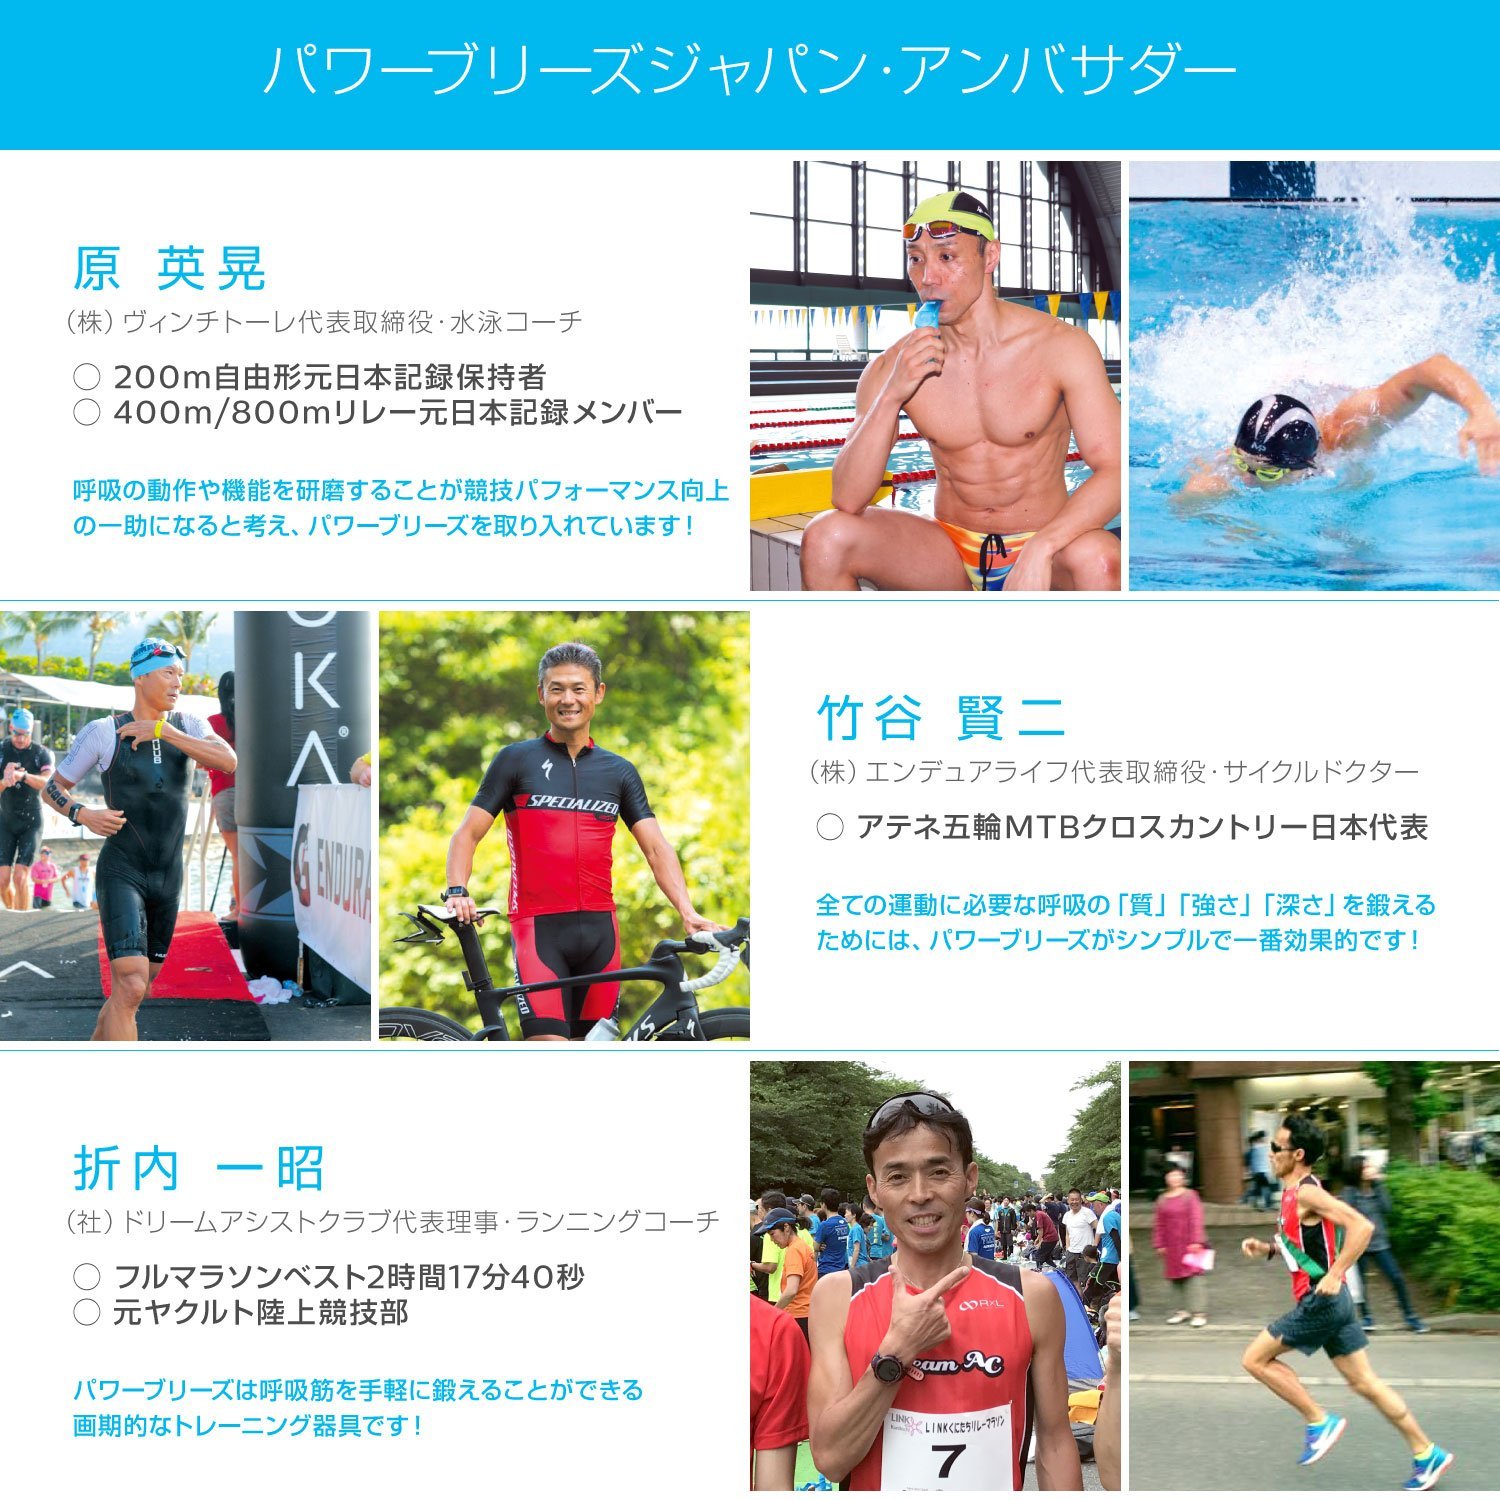 パワーブリーズジャパン・アンバサダー
原 英晃
（株）ヴィンチトーレ代表取締役・水泳コーチ
○ 200m自由形元日本記録保持者
○ 400m/800mリレー元日本記録メンバー
呼吸の動作や機能を研磨することが競技パフォーマンス向上
の一助になると考え、パワーブリーズを取り入れています！
KA
ENDURA
SPECIALIZED
竹谷 賢二
（株）エンデュアライフ代表取締役・サイクルドクター
○ アテネ五輪MTBクロスカントリー日本代表
全ての運動に必要な呼吸の「質」「強さ」「深さ」を鍛える
ためには、パワーブリーズがシンプルで一番効果的です！
折内 一昭
（社）ドリームアシストクラブ代表理事・ランニングコーチ
○ フルマラソンベスト2時間17分40秒
○ 元ヤクルト陸上競技部
パワーブリーズは呼吸筋を手軽に鍛えることができる
画期的なトレーニング器具です！
R×L
eam AC
LINK
LINKくにたちリレーマラソン
7